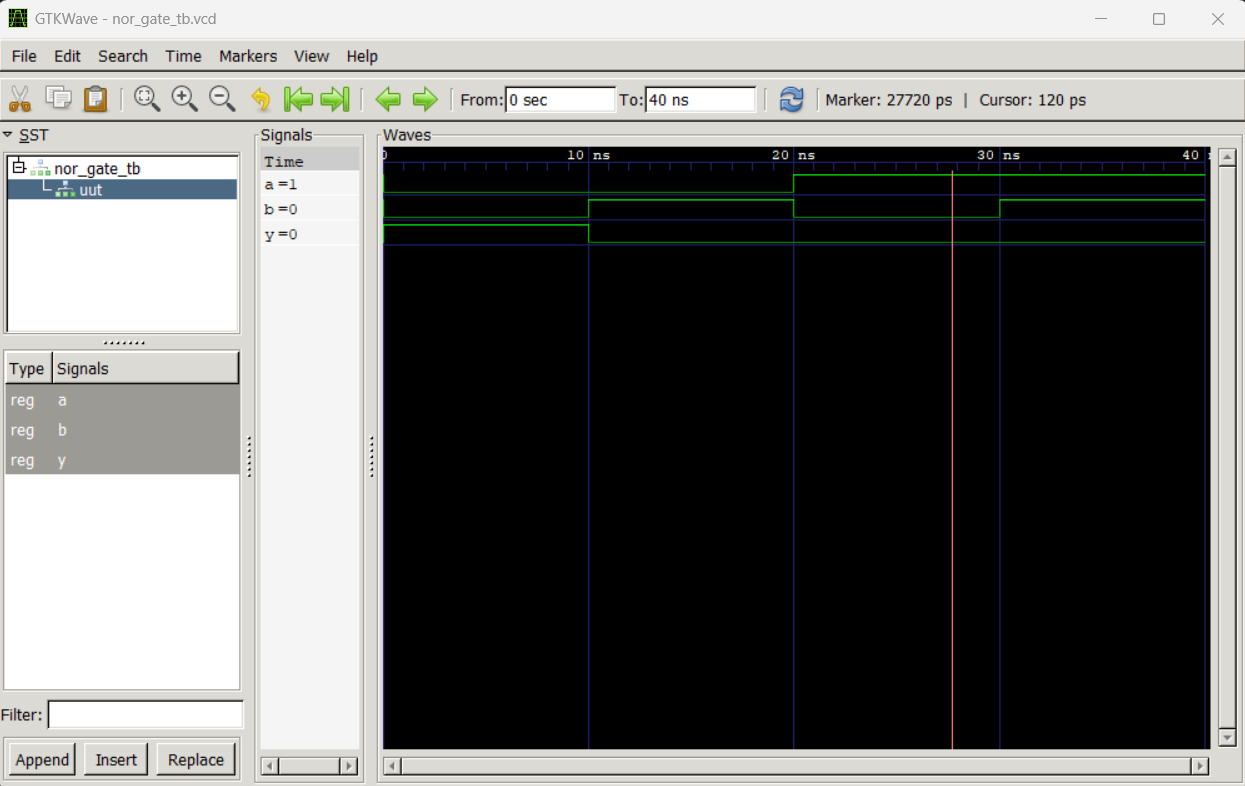 GTKWave - nor_gate_tb.vcd
File Edit Search Time Markers View Help
From: 0 sec To: 40 ns Marker: 27720 ps | Cursor: 120 ps
SST
nor_gate_tb
uut
Type Signals
reg a
reg b
reg y
Filter:
Append Insert Replace
Signals
Time
a=1
b=0
y=0
Waves
0 10 ns 20 ns 30 ns 40